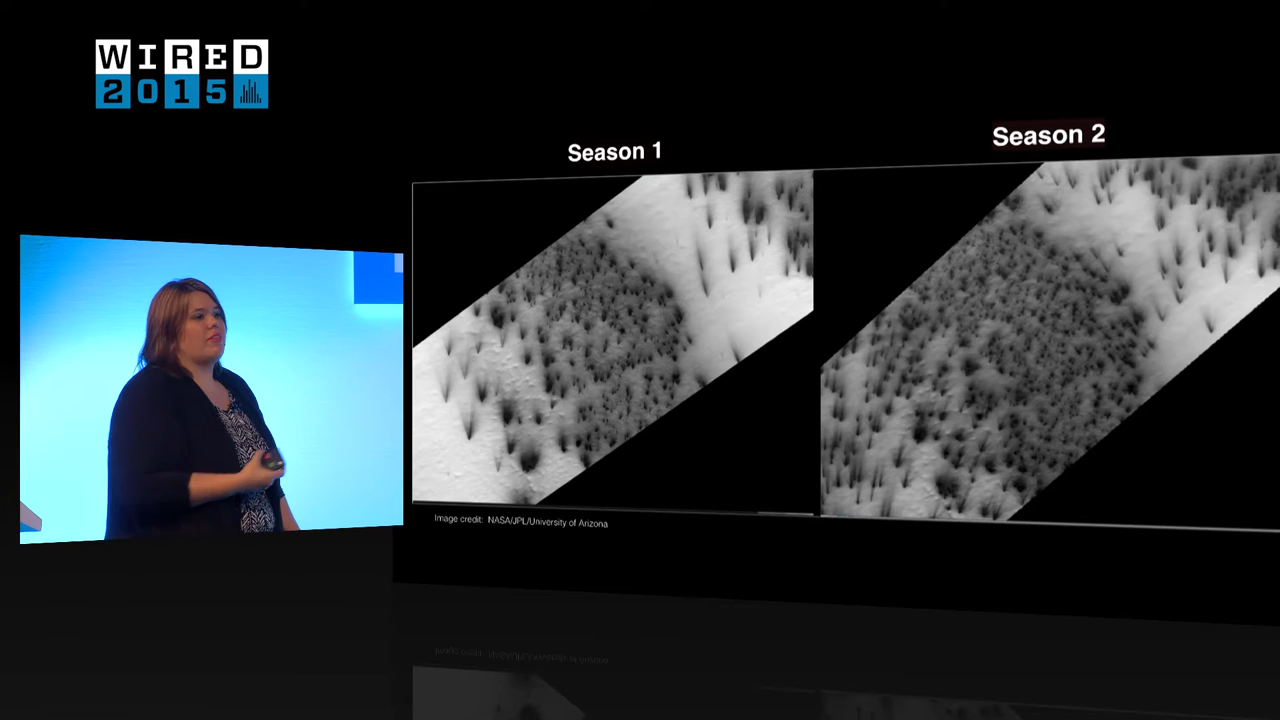 WIRED
2015
Season 1
Season 2
Image credit: NASA/JPL/University of Arizona